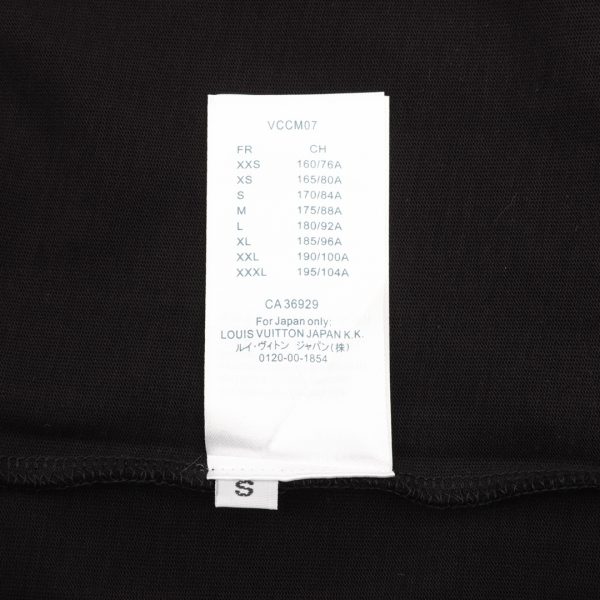 VCCM07
FR CH
XXS 160/76A
XS 165/80A
S 170/84A
M 175/88A
L 180/92A
XL 185/96A
XXL 190/100A
XXXL 195/104A
CA 36929
For Japan only:
LOUIS VUITTON JAPAN K.K.
ルイ・ヴィトン ジャパン(株)
0120-00-1854
S